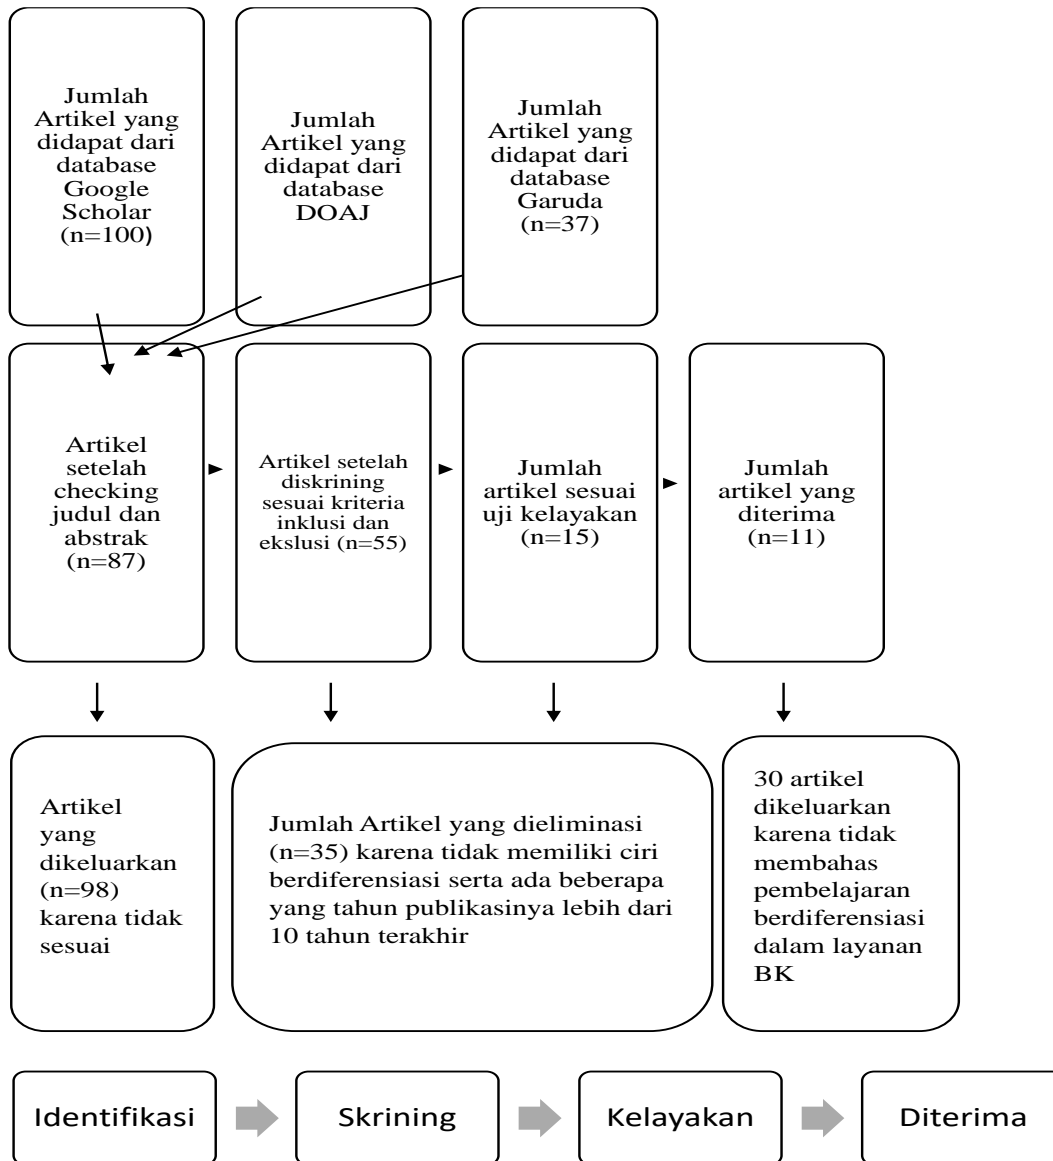 Jumlah
Artikel yang
didapat dari
database
Google
Scholar
(n=100)
Jumlah
Artikel yang
didapat dari
database
DOAJ
Jumlah
Artikel yang
didapat dari
database
Garuda
(n=37)
Artikel
setelah
checking
judul dan
abstrak
(n=87)
Artikel setelah
diskrining
sesuai kriteria
inklusi dan
ekslusi (n=55)
Jumlah
artikel sesuai
uji kelayakan
(n=15)
Jumlah
artikel yang
diterima
(n=11)
Artikel
yang
dikeluarkan
(n=98)
karena tidak
sesuai
Jumlah Artikel yang dieliminasi
(n=35) karena tidak memiliki ciri
berdiferensiasi serta ada beberapa
yang tahun publikasinya lebih dari
10 tahun terakhir
30 artikel
dikeluarkan
karena tidak
membahas
pembelajaran
berdiferensiasi
dalam layanan
BK
Identifikasi
Skrining
Kelayakan
Diterima